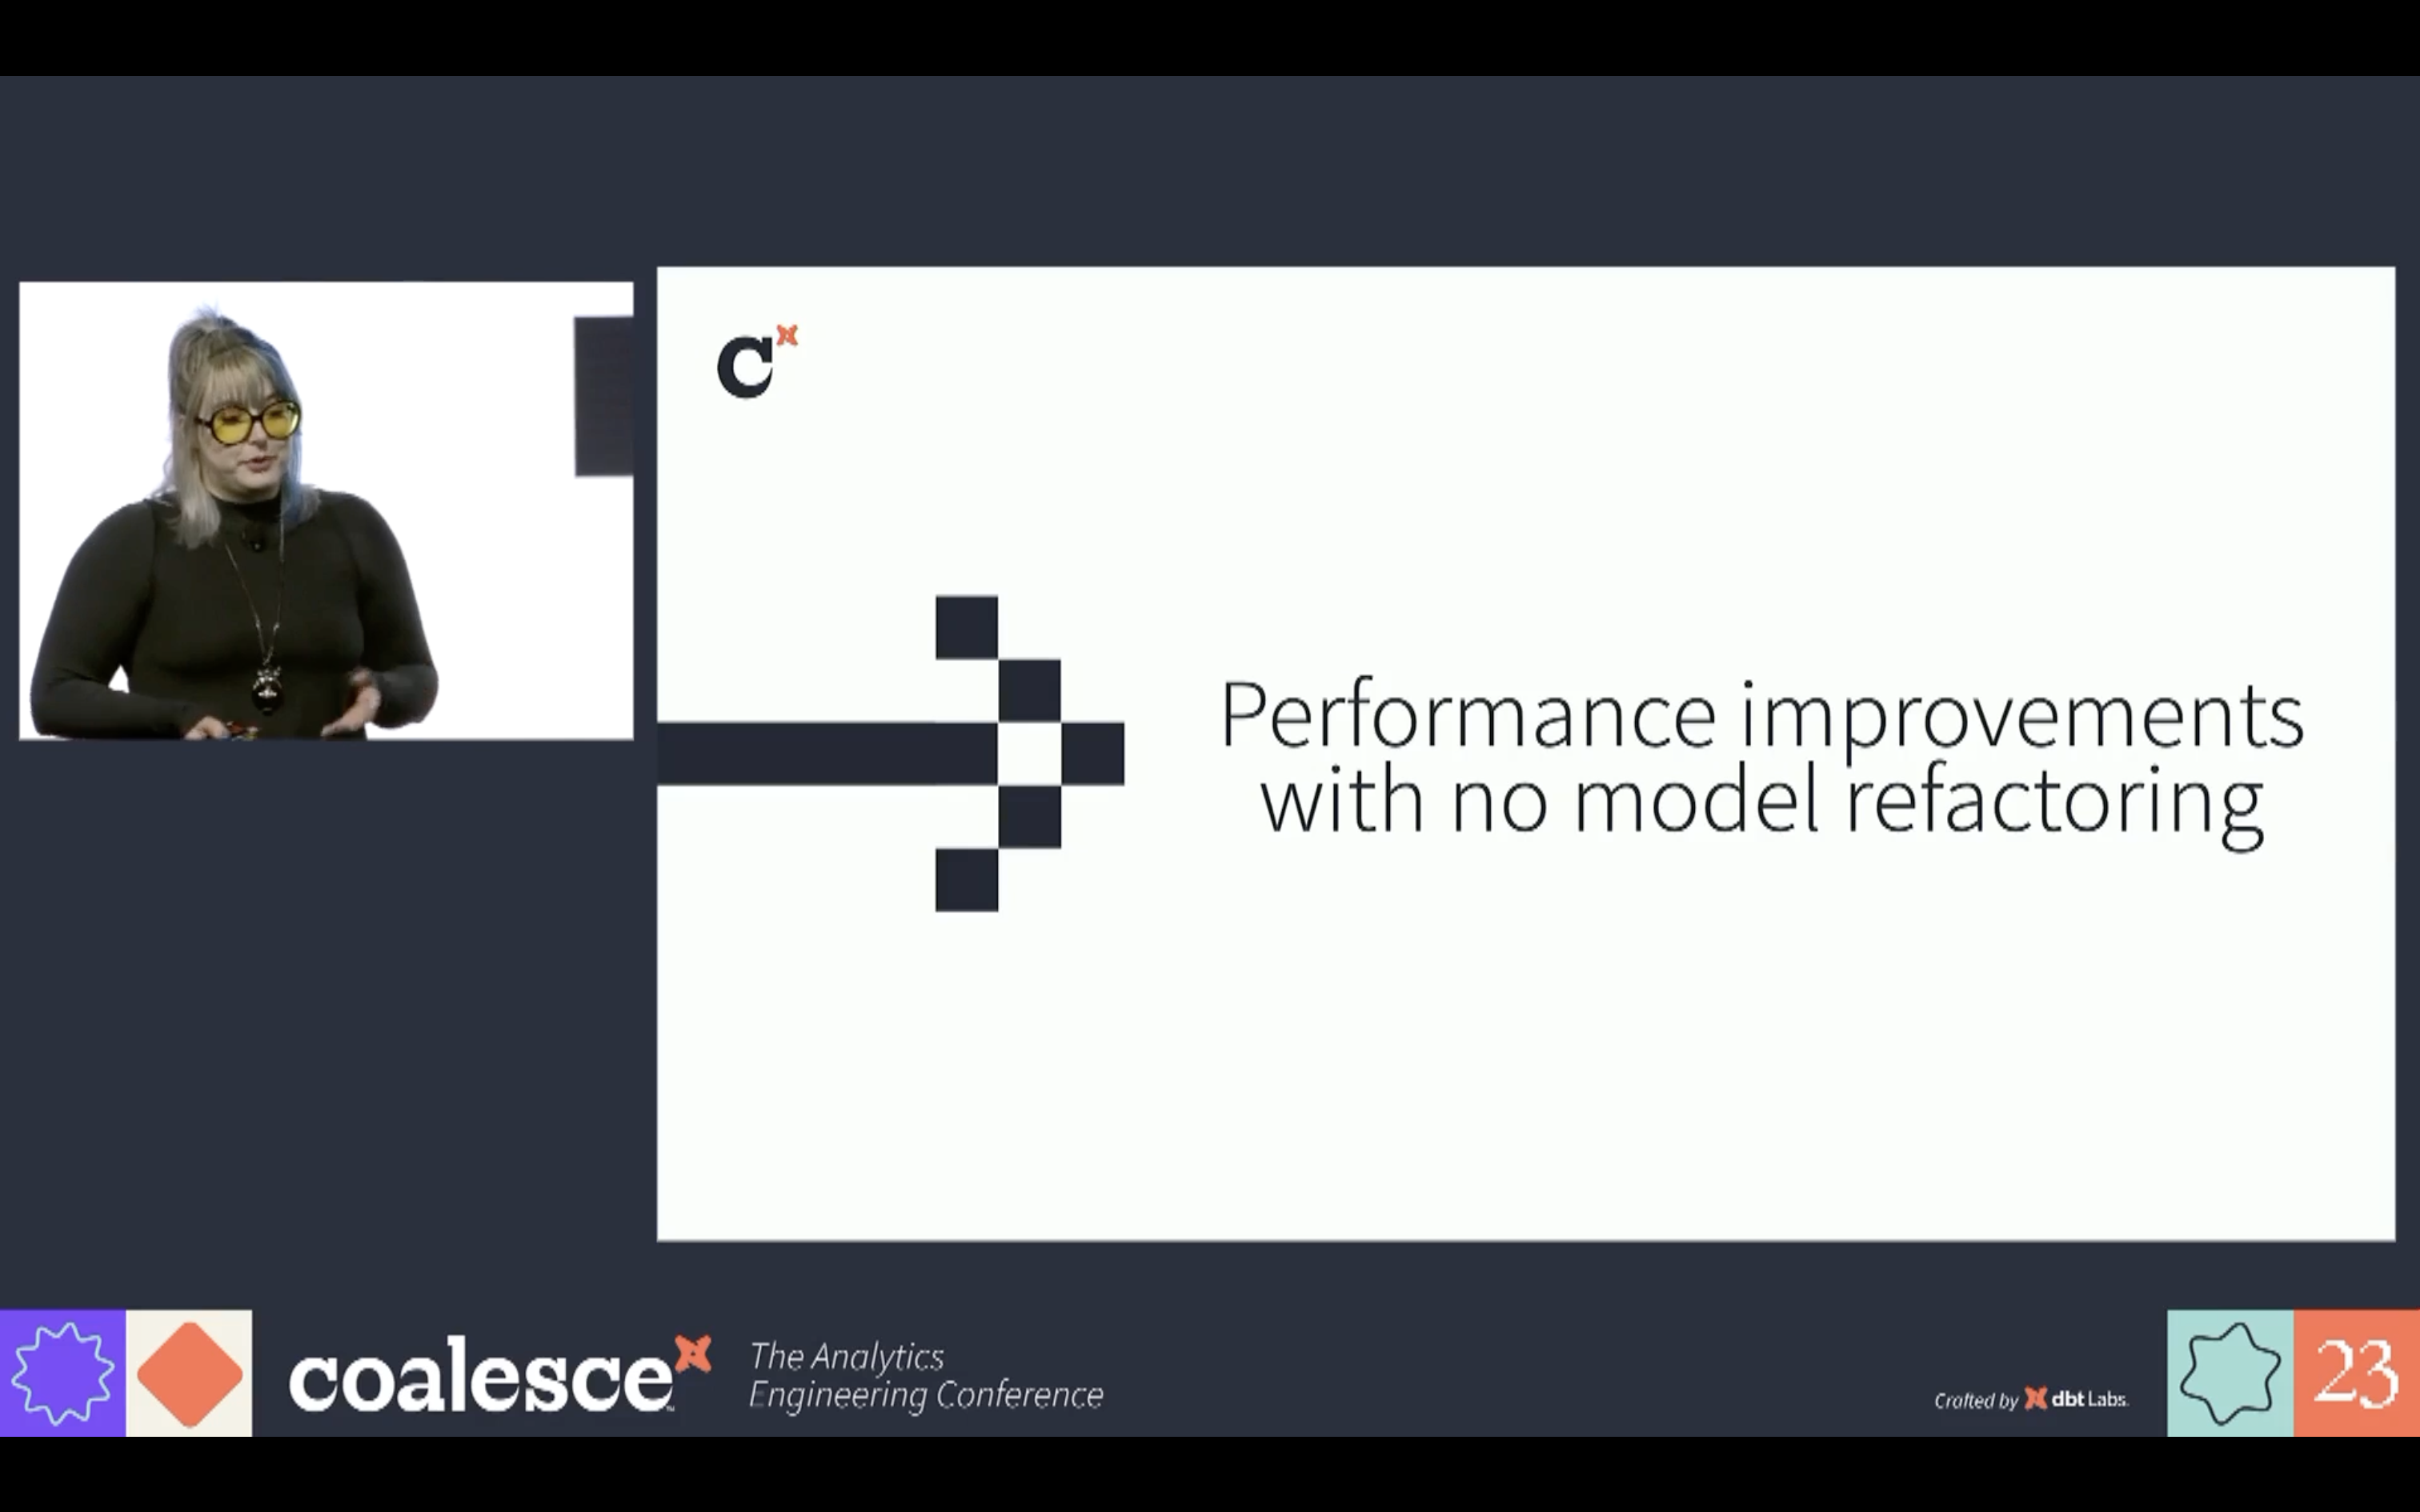 C
Performance improvements
with no model refactoring
coalesce
The Analytics
Engineering Conference
Crafted by dbt Labs.
23